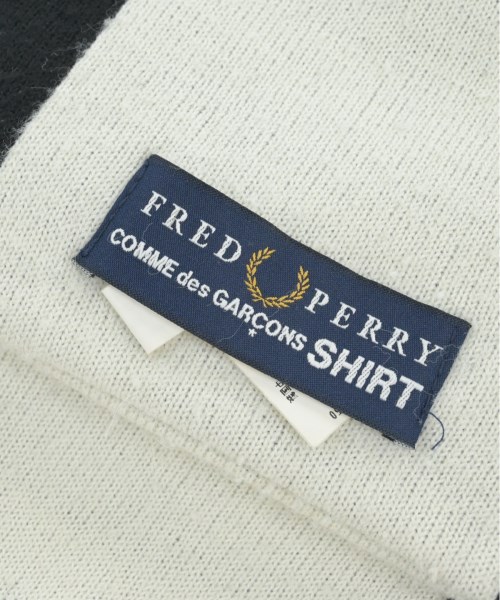 FRED PERRY
COMME des GARÇONS
*
SHIRT